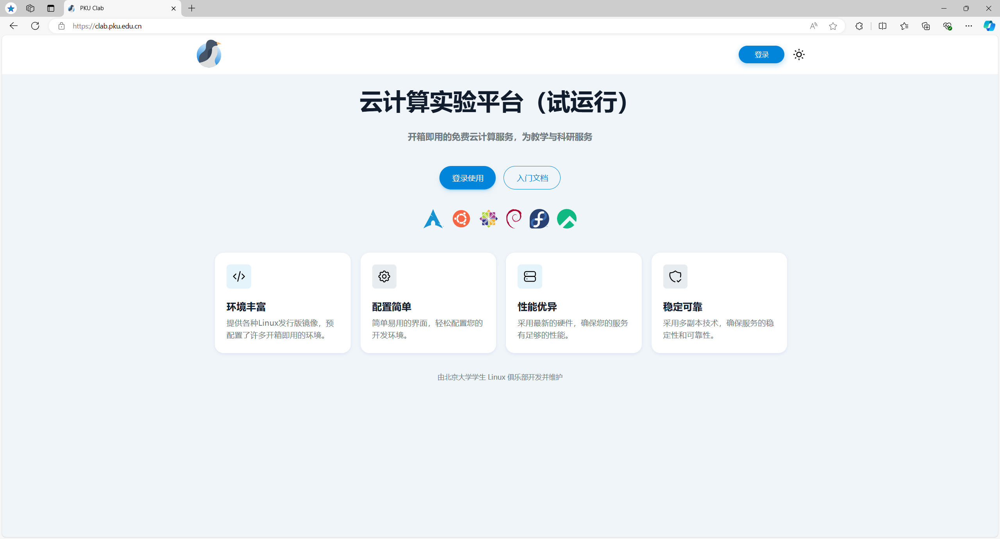 PKU Clab
https://clab.pku.edu.cn
登录
云计算实验平台（试运行）
开箱即用的免费云计算服务，为教学与科研服务
登录使用
入门文档
环境丰富
提供各种Linux发行版镜像，预
配置了许多开箱即用的环境。
配置简单
简单易用的界面，轻松配置您的
开发环境。
性能优异
采用最新的硬件，确保您的服务
有足够的性能。
稳定可靠
采用多副本技术，确保服务的稳
定性和可靠性。
由北京大学学生 Linux 俱乐部开发并维护